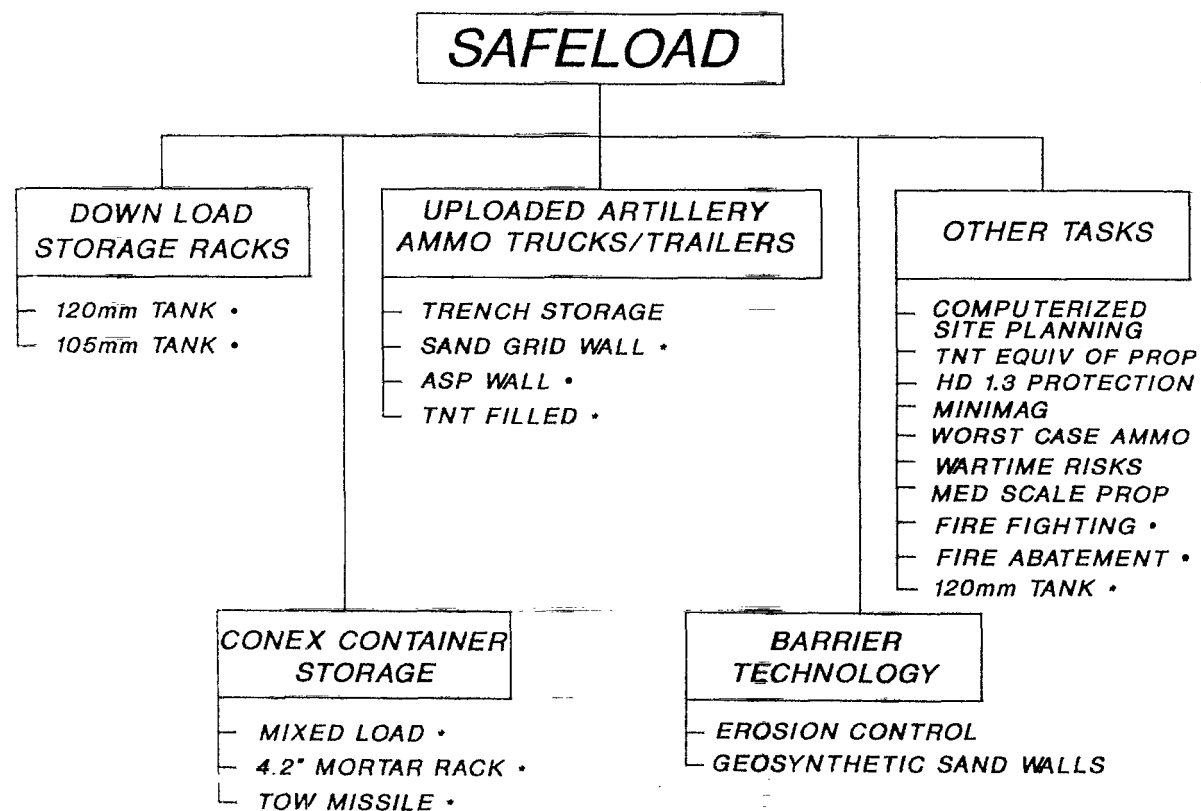 SAFELOAD
DOWN LOAD
STORAGE RACKS
120mm TANK •
105mm TANK •
UPLOADED ARTILLERY
AMMO TRUCKS/TRAILERS
TRENCH STORAGE
SAND GRID WALL •
ASP WALL •
TNT FILLED •
OTHER TASKS
COMPUTERIZED
SITE PLANNING
TNT EQUIV OF PROP
HD 1.3 PROTECTION
MINIMAG
WORST CASE AMMO
WARTIME RISKS
MED SCALE PROP
FIRE FIGHTING •
FIRE ABATEMENT •
120mm TANK •
CONEX CONTAINER
STORAGE
MIXED LOAD •
4.2" MORTAR RACK •
TOW MISSILE •
BARRIER
TECHNOLOGY
EROSION CONTROL
GEOSYNTHETIC SAND WALLS